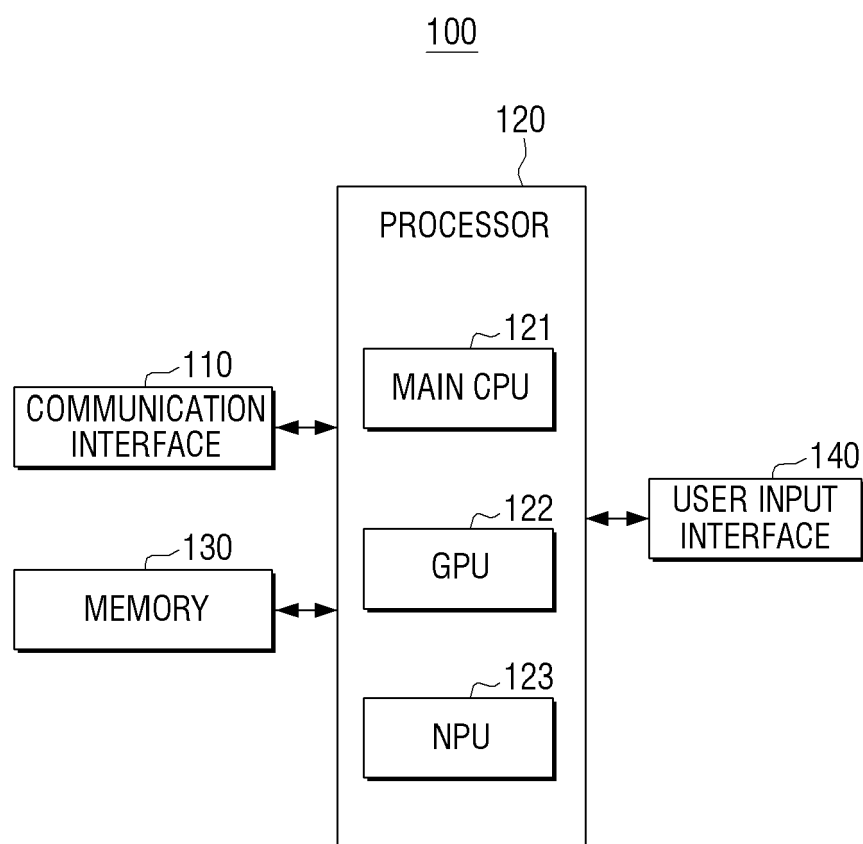 100
120
PROCESSOR
121
MAIN CPU
110
COMMUNICATION
INTERFACE
140
USER INPUT
INTERFACE
122
GPU
130
MEMORY
123
NPU